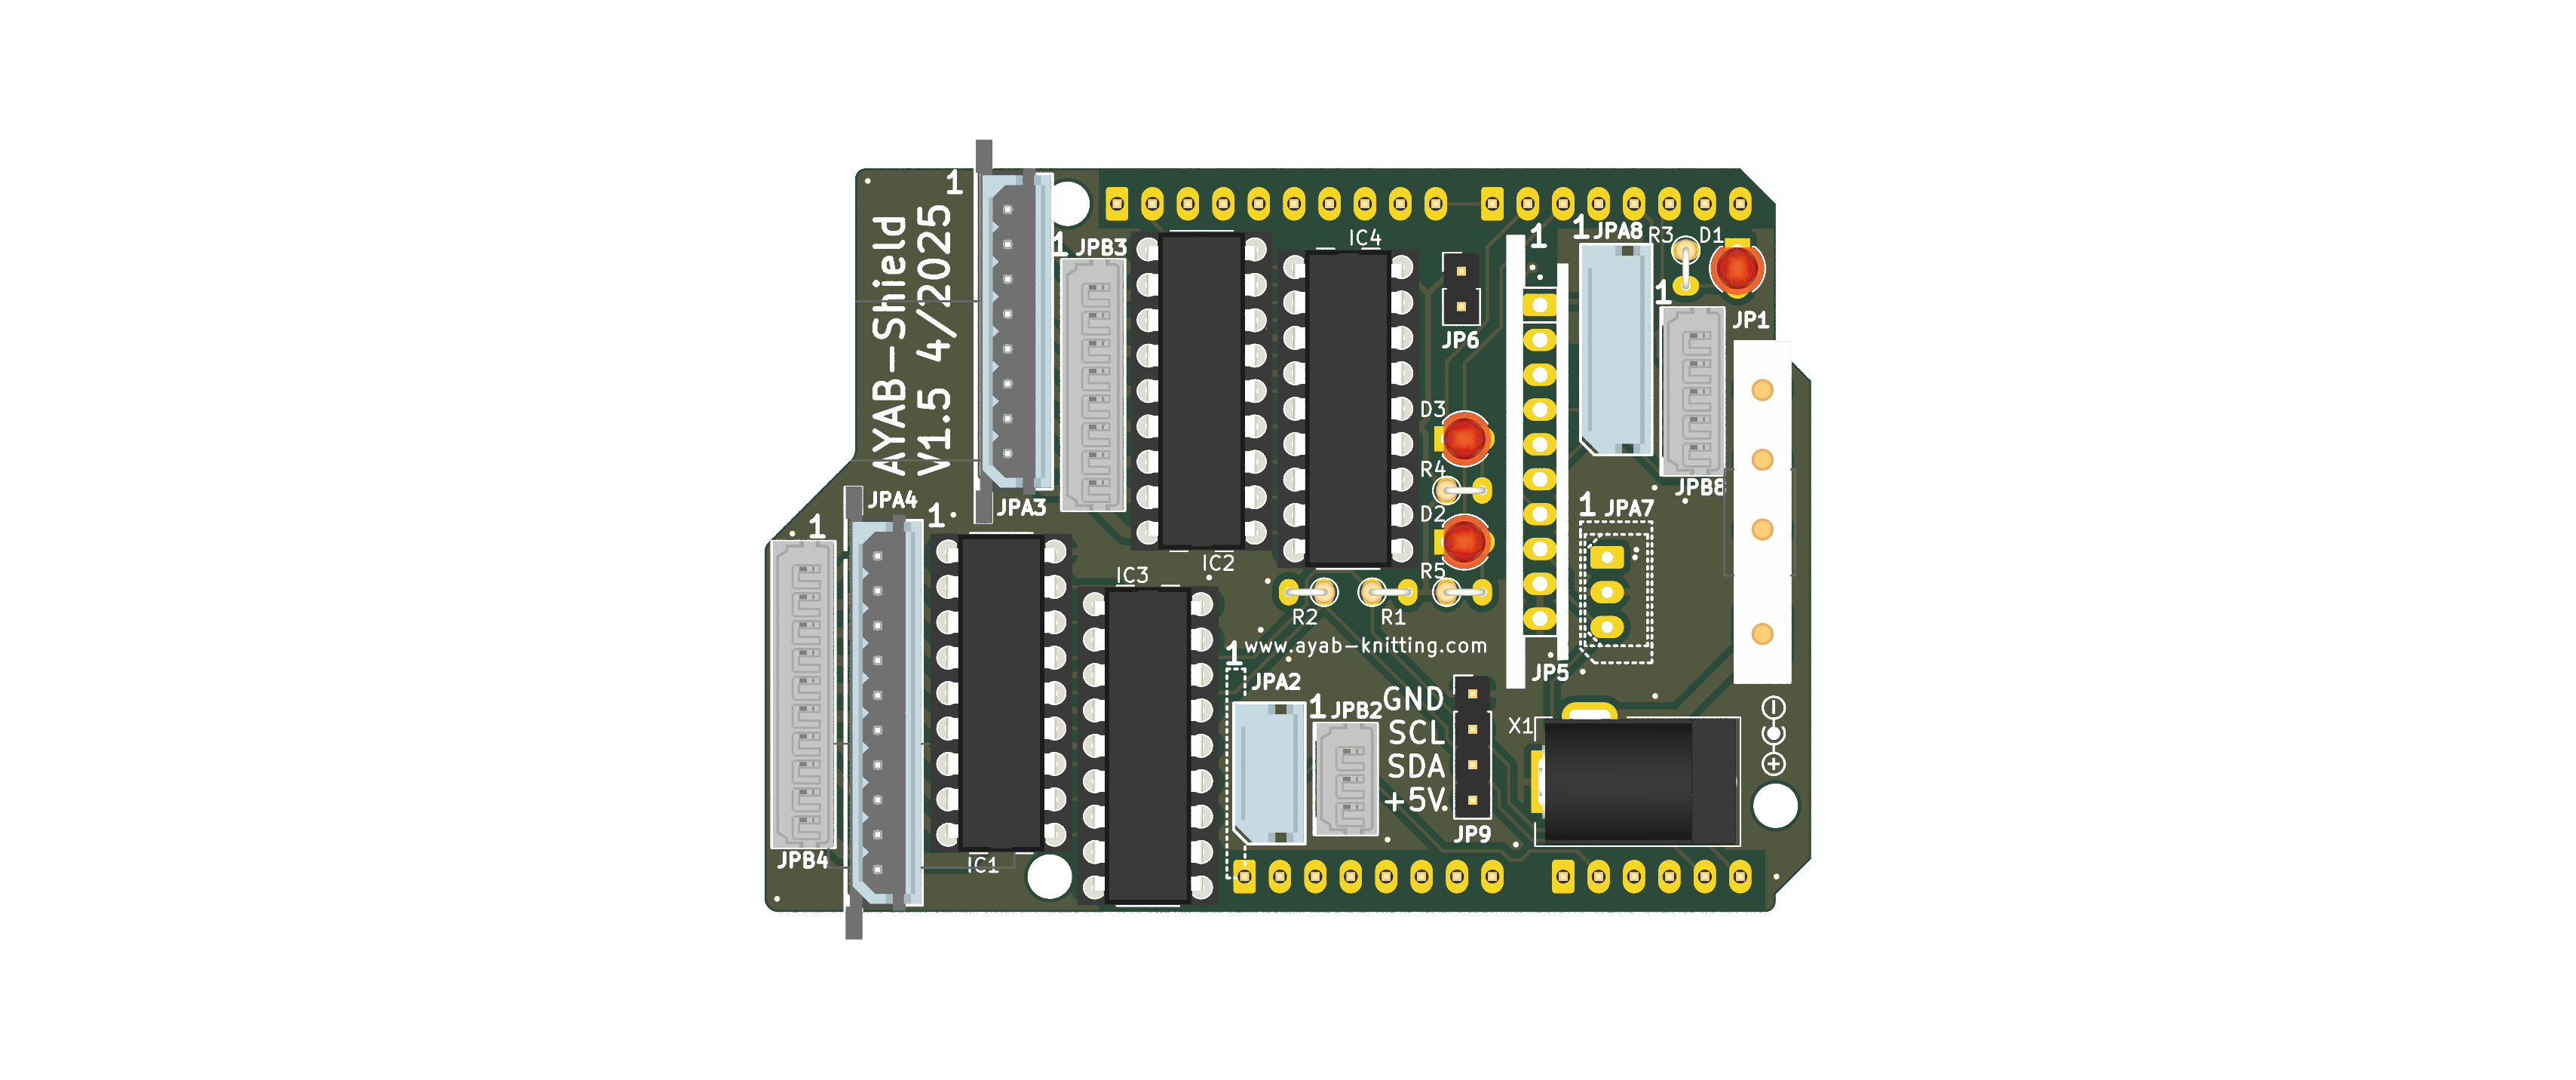 AYAB-Shield
V1.5 4/2025
1
1
JPB3
IC4
1
1
JPA8
R3
D1
1
JP1
JP6
D3
R4
D2
R5
JPB8
1
JPA7
JPA4
1
JPA3
1
IC2
IC3
R2
R1
www.ayab-knitting.com
1
JPA2
JP5
1
JPB2
GND
SCL
SDA
+5V
X1
JP9
JPB4
IC1